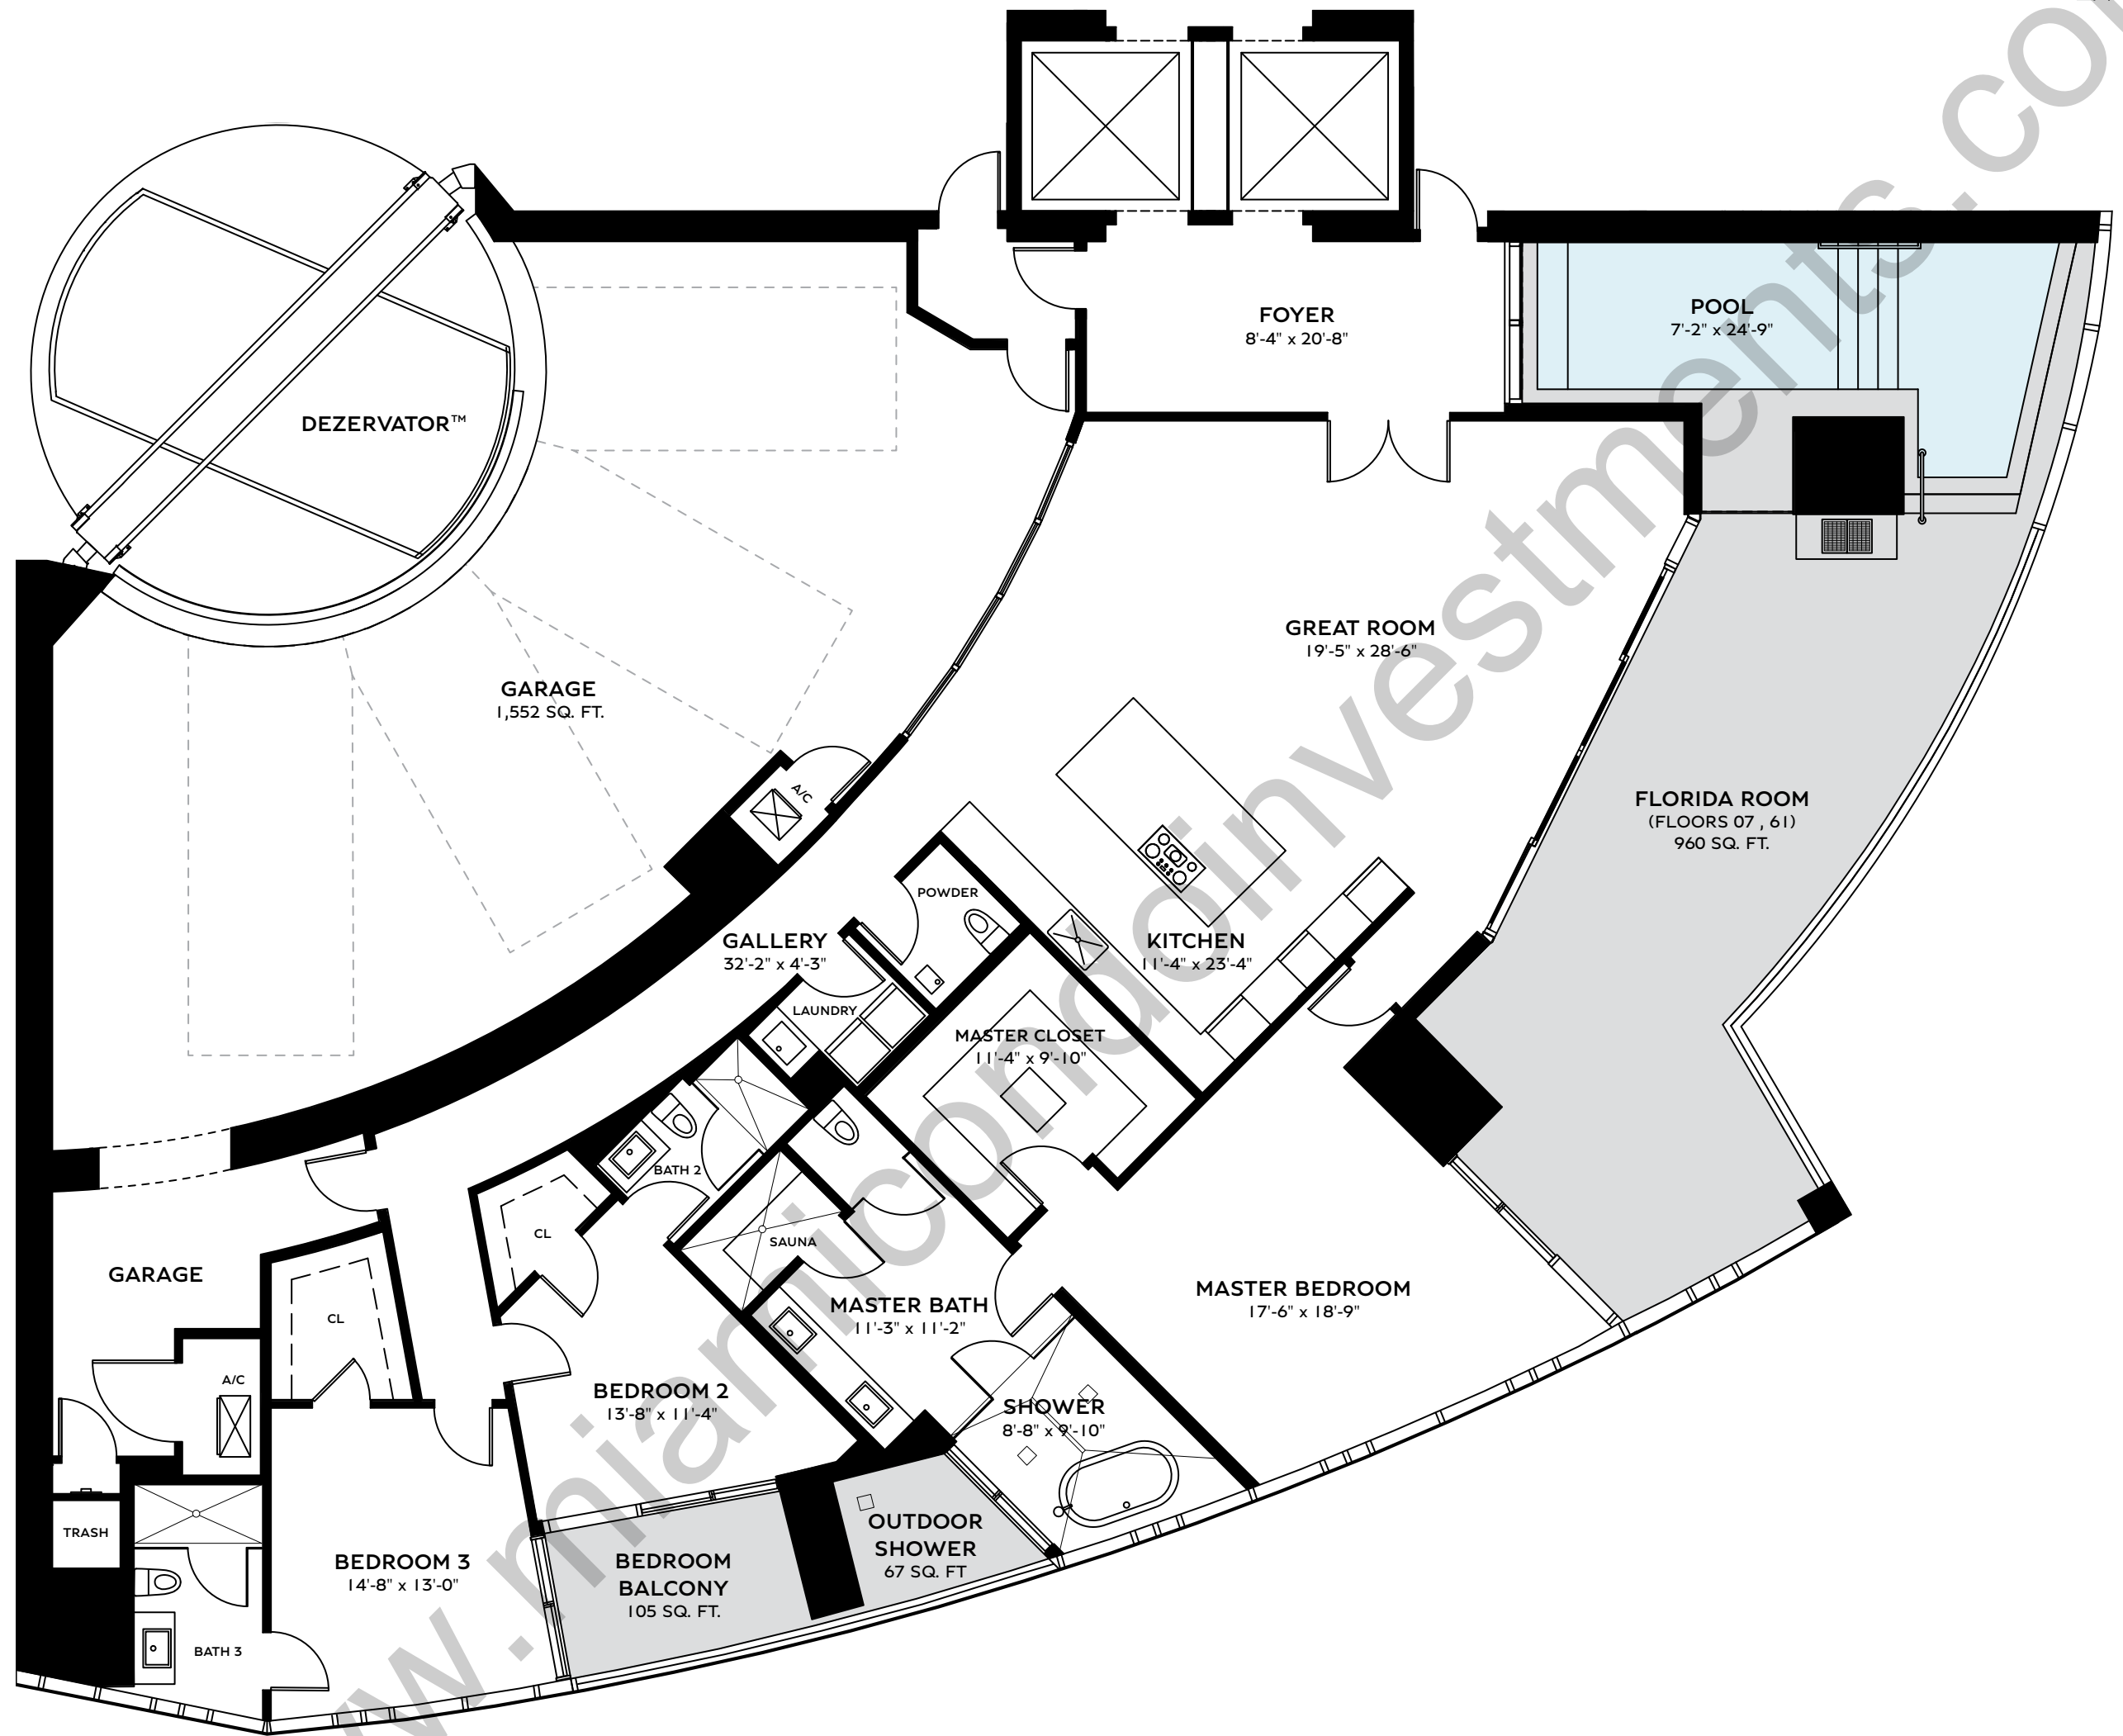 FOYER
8'-4" x 20'-8"
POOL
7'-2" x 24'-9"
DEZERVATOR™
GREAT ROOM
19'-5" x 28'-6"
GARAGE
1,552 SQ. FT.
A/C
FLORIDA ROOM
(FLOORS 07 , 61)
960 SQ. FT.
POWDER
GALLERY
32'-2" x 4'-3"
KITCHEN
11'-4" x 23'-4"
LAUNDRY
MASTER CLOSET
11'-4" x 9'-10"
BATH 2
CL
SAUNA
GARAGE
CL
MASTER BATH
11'-3" x 11'-2"
MASTER BEDROOM
17'-6" x 18'-9"
A/C
BEDROOM 2
13'-8" x 11'-4"
SHOWER
8'-8" x 9'-10"
TRASH
BEDROOM 3
14'-8" x 13'-0"
BEDROOM
BALCONY
105 SQ. FT.
OUTDOOR
SHOWER
67 SQ. FT
BATH 3
w.miamicondoinvestments.co